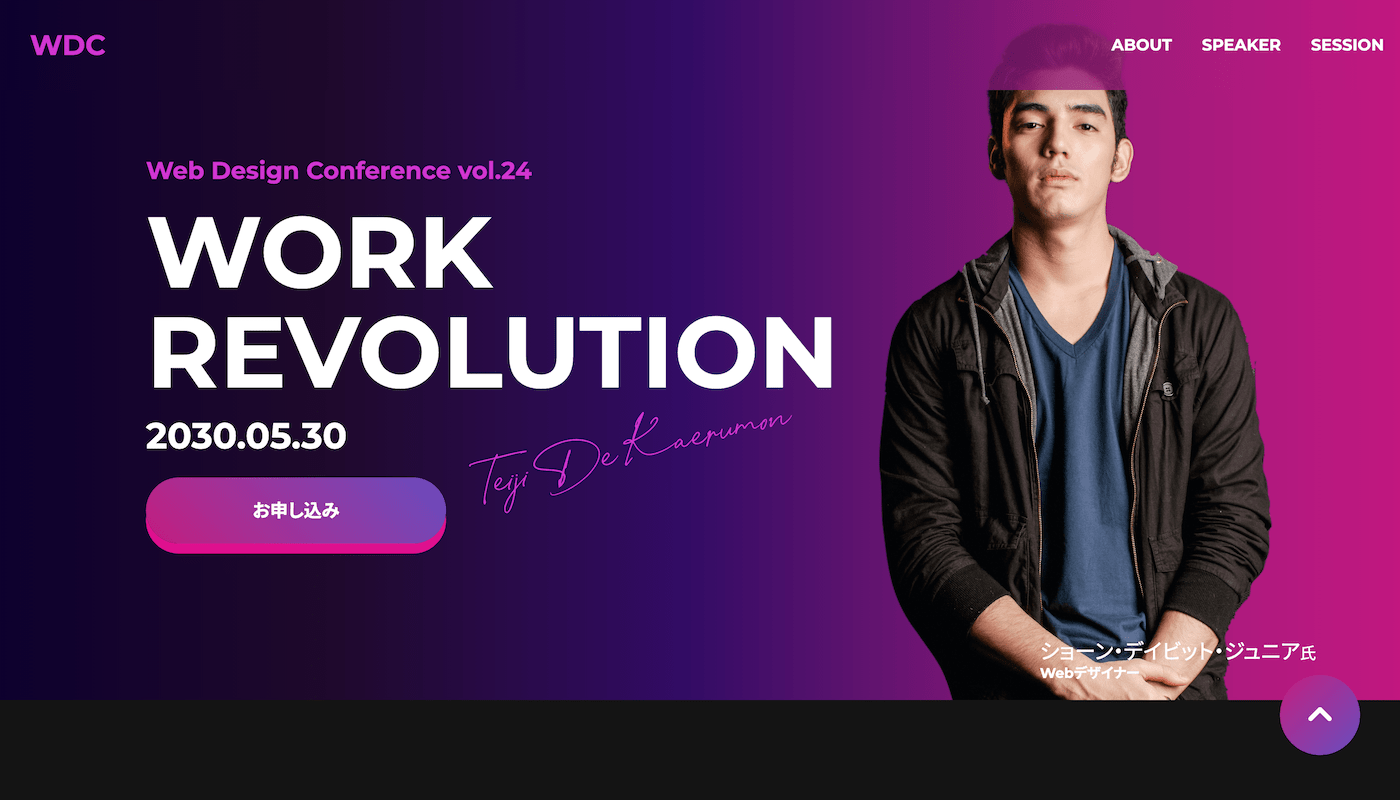 WDC
ABOUT SPEAKER SESSION
Web Design Conference vol.24
WORK
REVOLUTION
2030.05.30
Teiji De Kaerumon
お申し込み
ショーン・デイビット・ジュニア氏
Webデザイナー